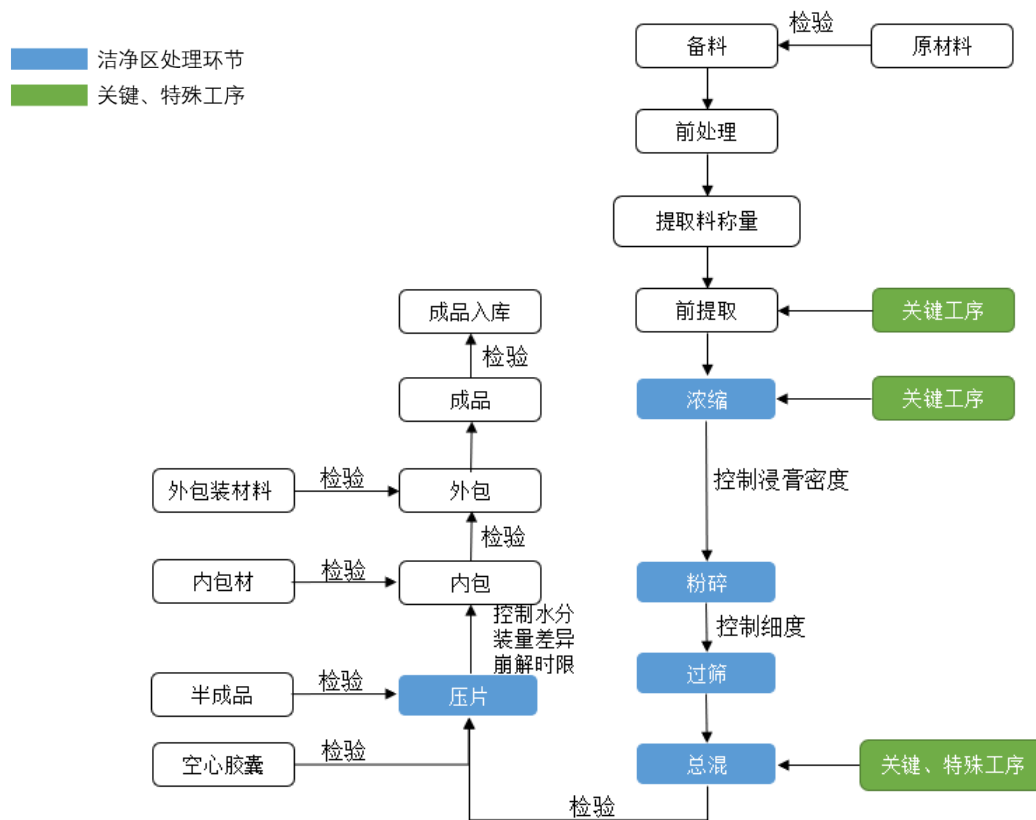 洁净区处理环节
关键、特殊工序
检验
备料
原材料
前处理
提取料称量
前提取
关键工序
浓缩
关键工序
控制浸膏密度
粉碎
控制细度
过筛
总混
关键、特殊工序
检验
成品入库
检验
成品
外包装材料
检验
外包
检验
内包材
检验
内包
控制水分
装量差异
崩解时限
半成品
检验
压片
空心胶囊
检验